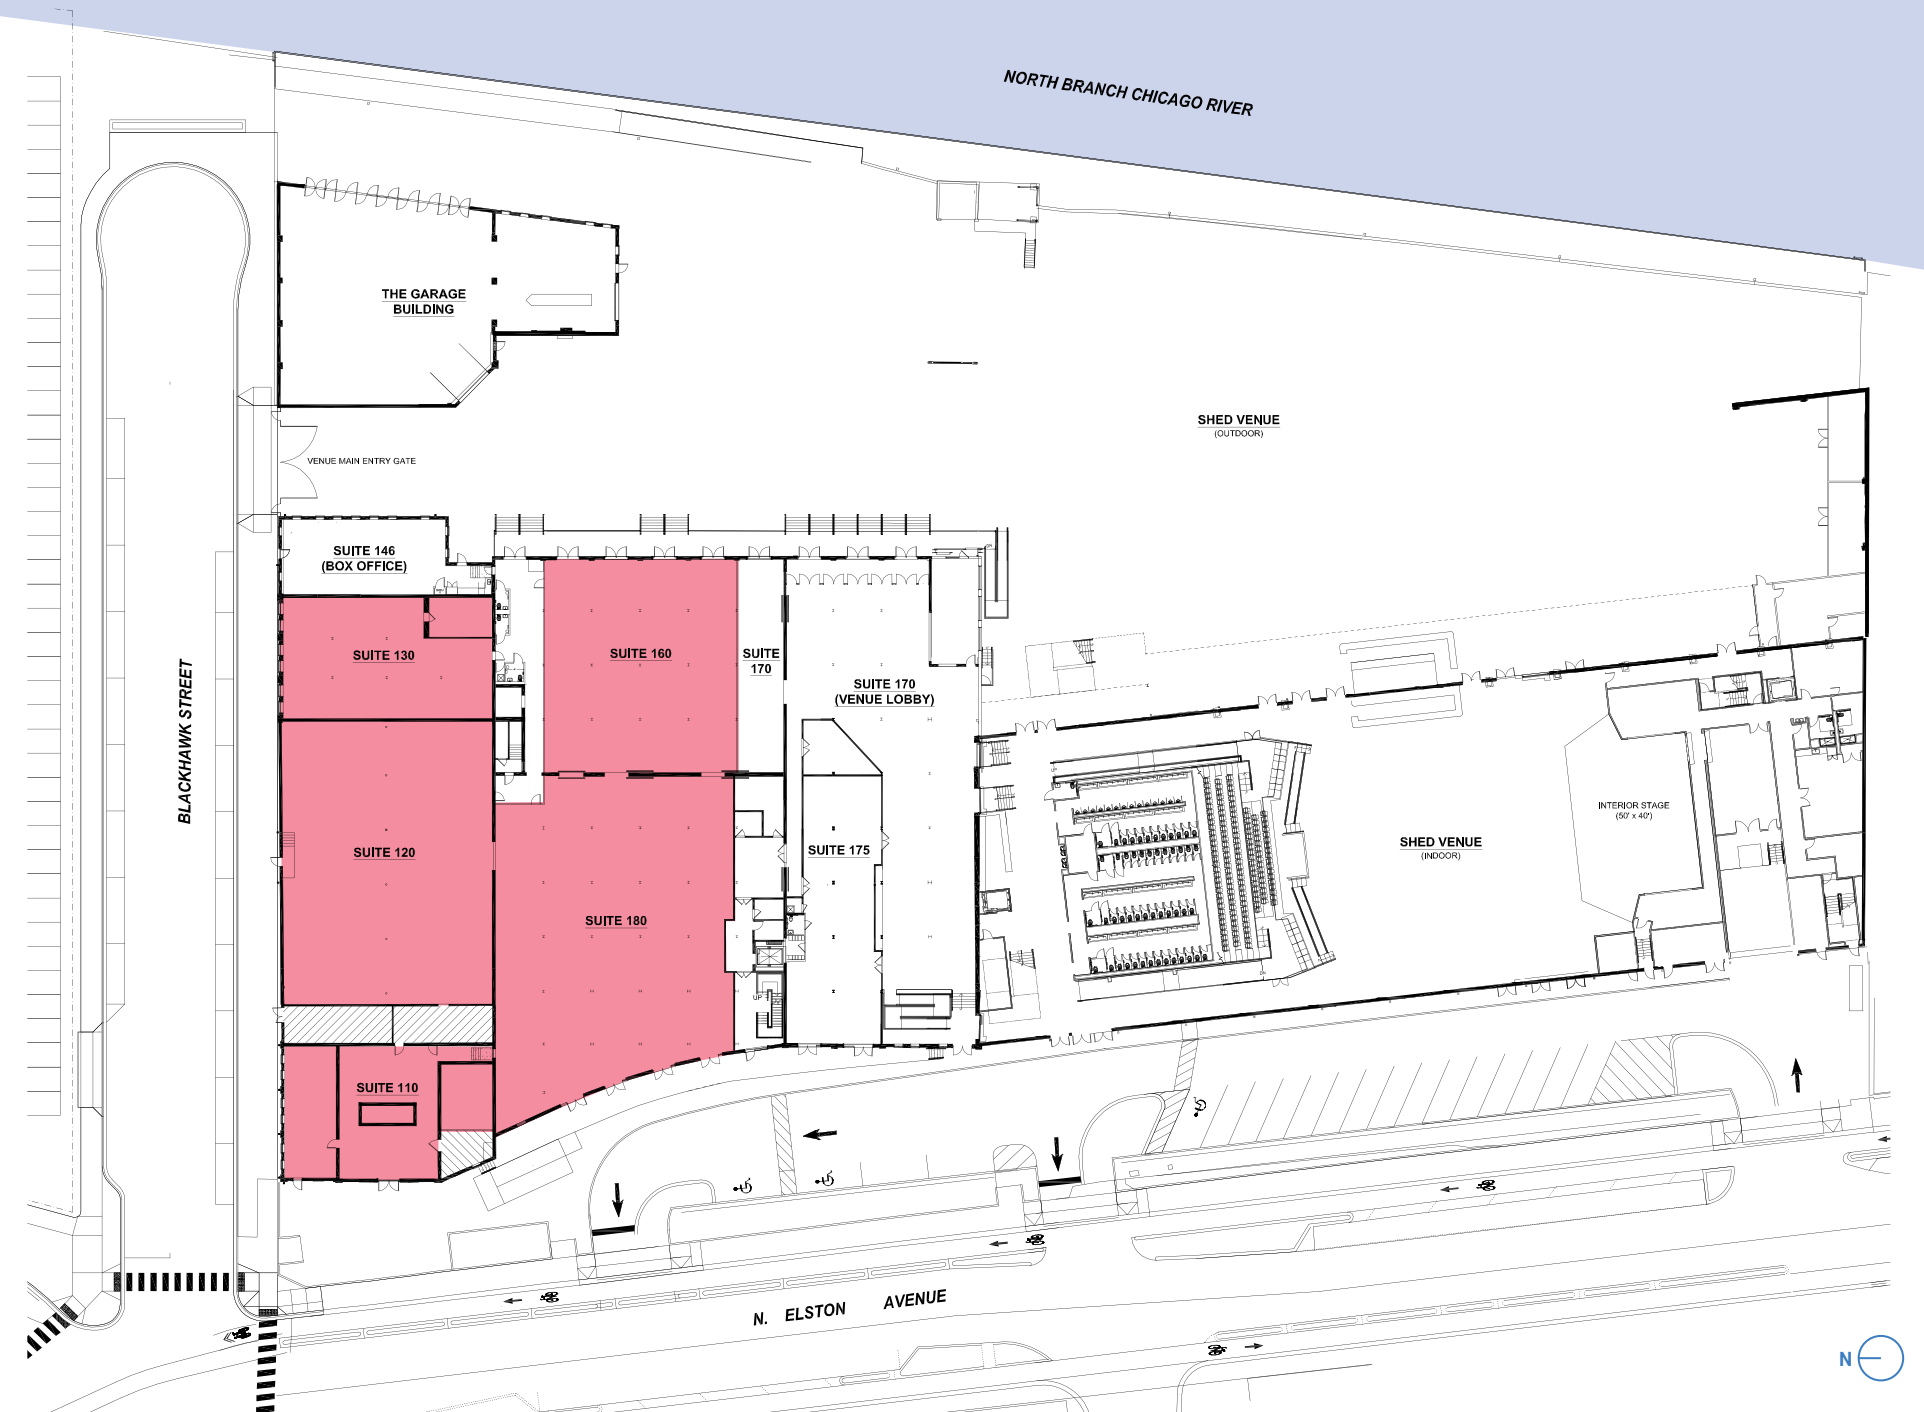 NORTH BRANCH CHICAGO RIVER
THE GARAGE
BUILDING
SHED VENUE
(OUTDOOR)
VENUE MAIN ENTRY GATE
SUITE 146
(BOX OFFICE)
SUITE 130
SUITE 160
SUITE
170
SUITE 170
(VENUE LOBBY)
BLACKHAWK STREET
INTERIOR STAGE
(50' x 40')
SHED VENUE
(INDOOR)
SUITE 120
SUITE 175
SUITE 180
UP
SUITE 110
N. ELSTON AVENUE
N